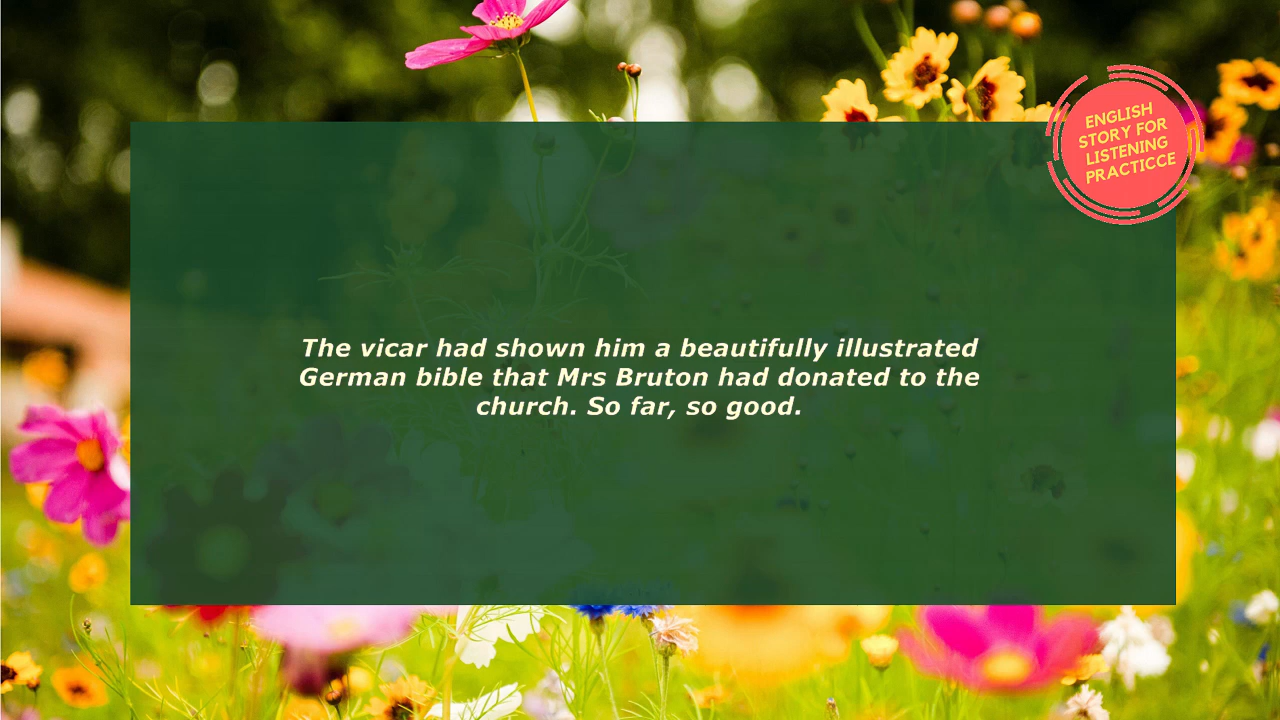 ENGLISH
STORY FOR
LISTENING
PRACTICCE
The vicar had shown him a beautifully illustrated
German bible that Mrs Bruton had donated to the
church. So far, so good.